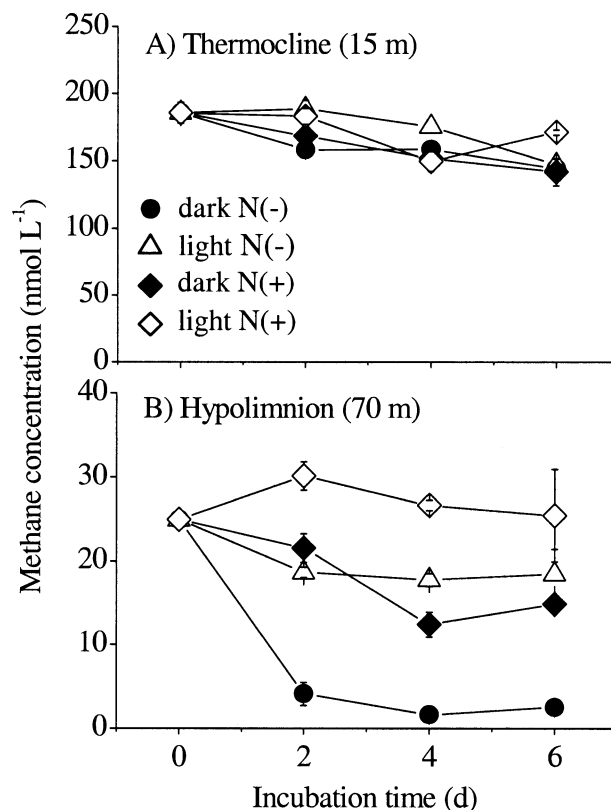 A) Thermocline (15 m)
200
150
100
50
0
dark N(-)
light N(-)
dark N(+)
light N(+)
Methane concentration (nmol L⁻¹)
B) Hypolimnion (70 m)
40
30
20
10
0
0 2 4 6
Incubation time (d)